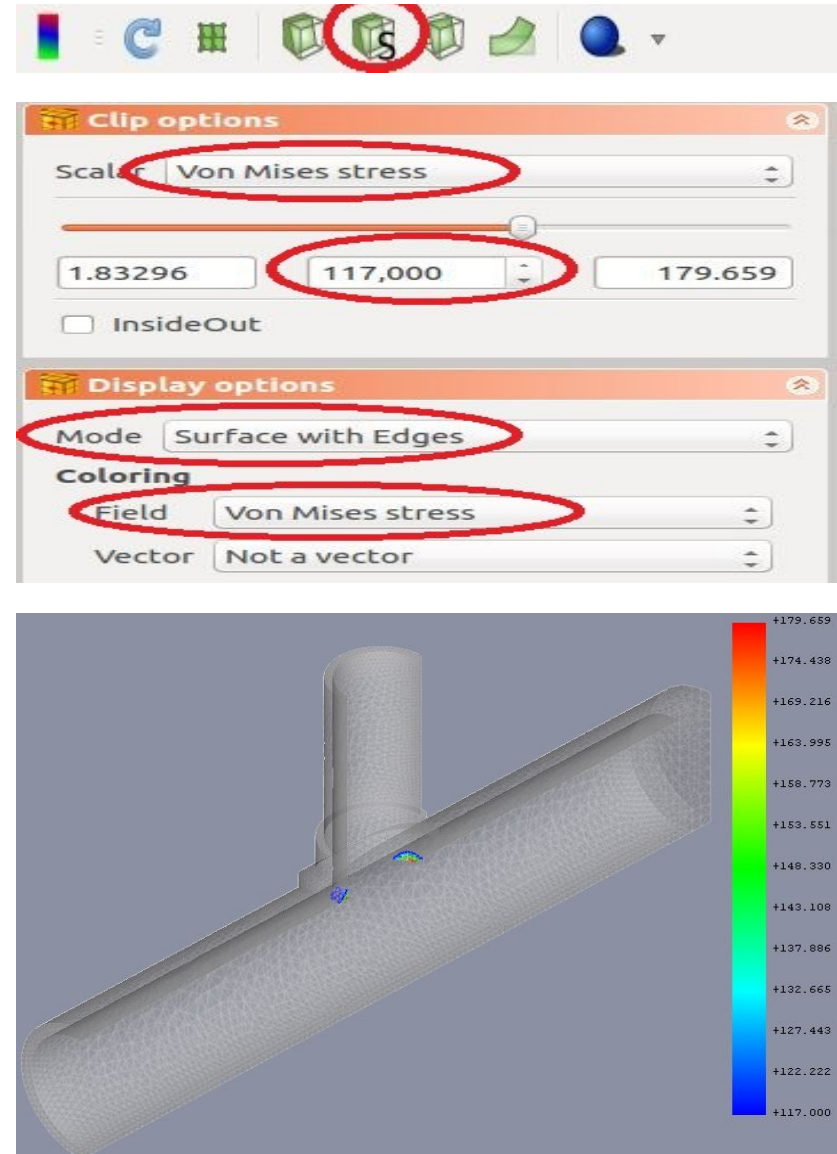 S
Clip options
Scalar Von Mises stress
1.83296 117,000 179.659
InsideOut
Display options
Mode Surface with Edges
Coloring
Field Von Mises stress
Vector Not a vector
+179.659
+174.438
+169.216
+163.995
+158.773
+153.551
+148.330
+143.108
+137.886
+132.665
+127.443
+122.222
+117.000